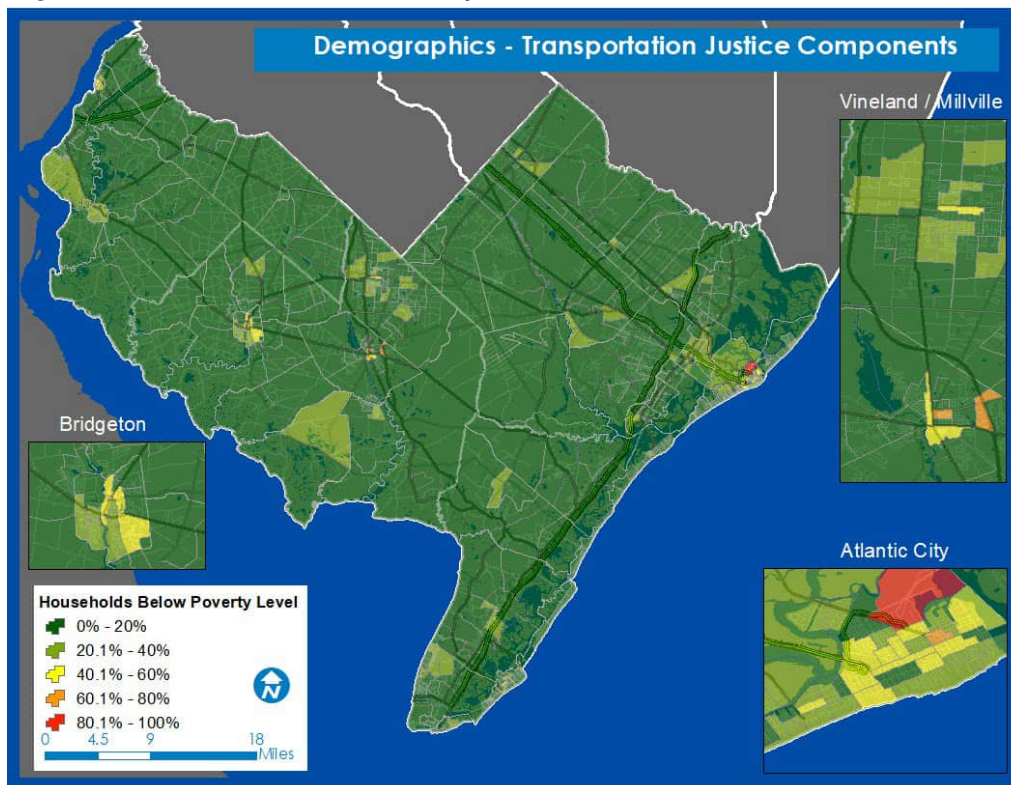 Demographics - Transportation Justice Components
Vineland / Millville
Bridgeton
Atlantic City
Households Below Poverty Level
0% - 20%
20.1% - 40%
40.1% - 60%
60.1% - 80%
80.1% - 100%
N
0 4.5 9 18
Miles